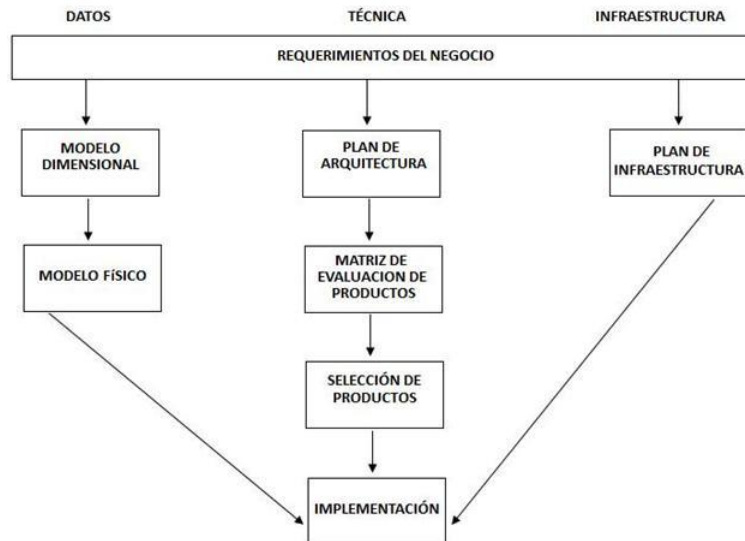 DATOS
TÉCNICA
INFRAESTRUCTURA
REQUERIMIENTOS DEL NEGOCIO
MODELO
DIMENSIONAL
PLAN DE
ARQUITECTURA
PLAN DE
INFRAESTRUCTURA
MODELO FíSICO
MATRIZ DE
EVALUACION DE
PRODUCTOS
SELECCIÓN DE
PRODUCTOS
IMPLEMENTACIÓN